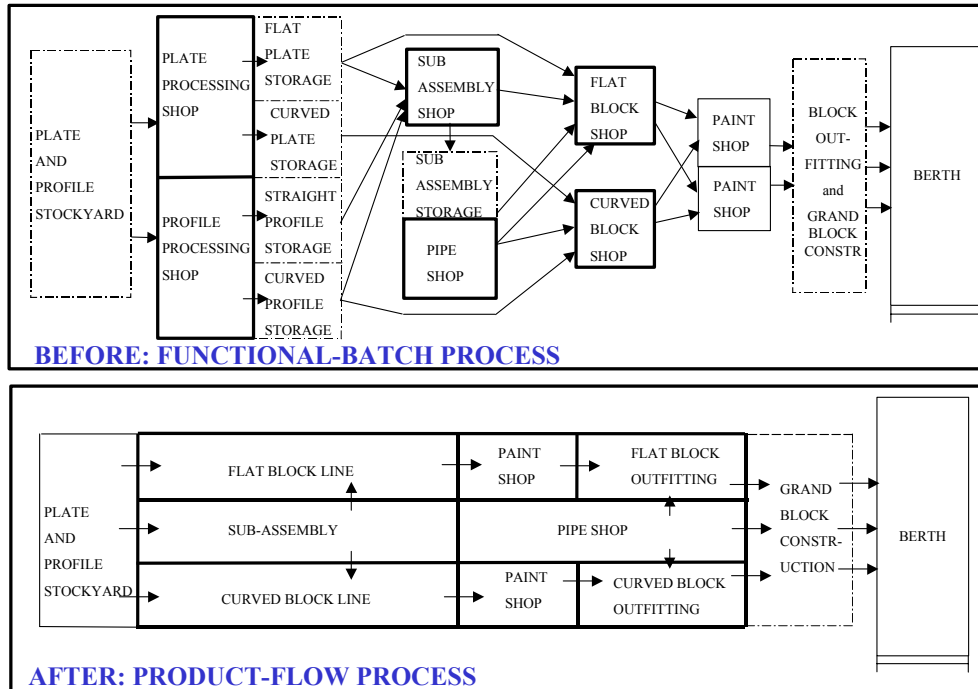 PLATE
AND
PROFILE
STOCKYARD
PLATE
PROCESSING
SHOP
PROFILE
PROCESSING
SHOP
FLAT
PLATE
STORAGE
CURVED
PLATE
STORAGE
STRAIGHT
PROFILE
STORAGE
CURVED
PROFILE
STORAGE
SUB
ASSEMBLY
SHOP
SUB
ASSEMBLY
STORAGE
PIPE
SHOP
FLAT
BLOCK
SHOP
CURVED
BLOCK
SHOP
PAINT
SHOP
PAINT
SHOP
BLOCK
OUT-
FITTING
and
GRAND
BLOCK
CONSTR
BERTH
BEFORE: FUNCTIONAL-BATCH PROCESS
PLATE
AND
PROFILE
STOCKYARD
FLAT BLOCK LINE
SUB-ASSEMBLY
CURVED BLOCK LINE
PAINT
SHOP
FLAT BLOCK
OUTFITTING
PIPE SHOP
PAINT
SHOP
CURVED BLOCK
OUTFITTING
GRAND
BLOCK
CONSTR-
UCTION
BERTH
AFTER: PRODUCT-FLOW PROCESS